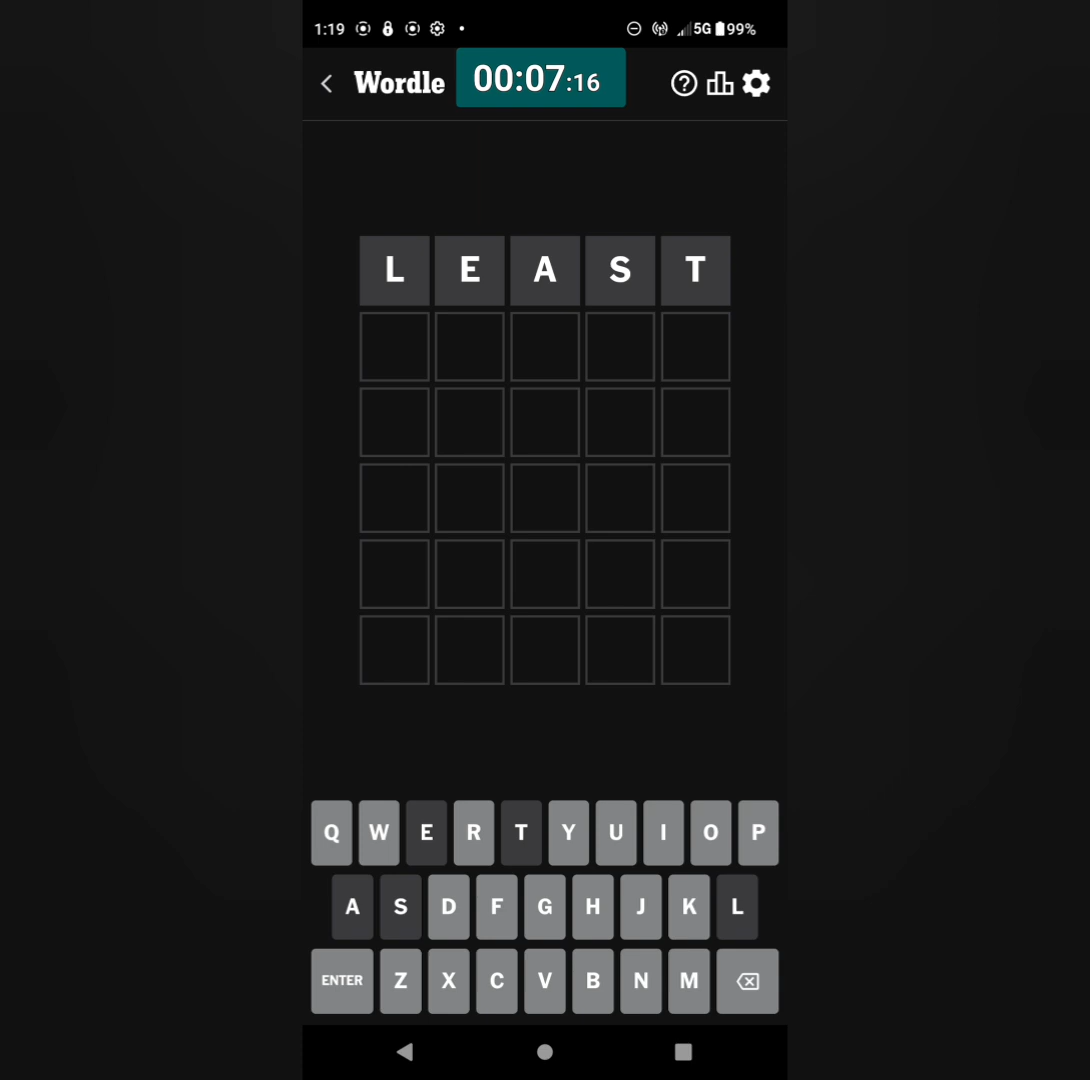 1:19 5G 99%
Wordle 00:07:16
L E A S T
Q W E R T Y U I O P
A S D F G H J K L
ENTER Z X C V B N M